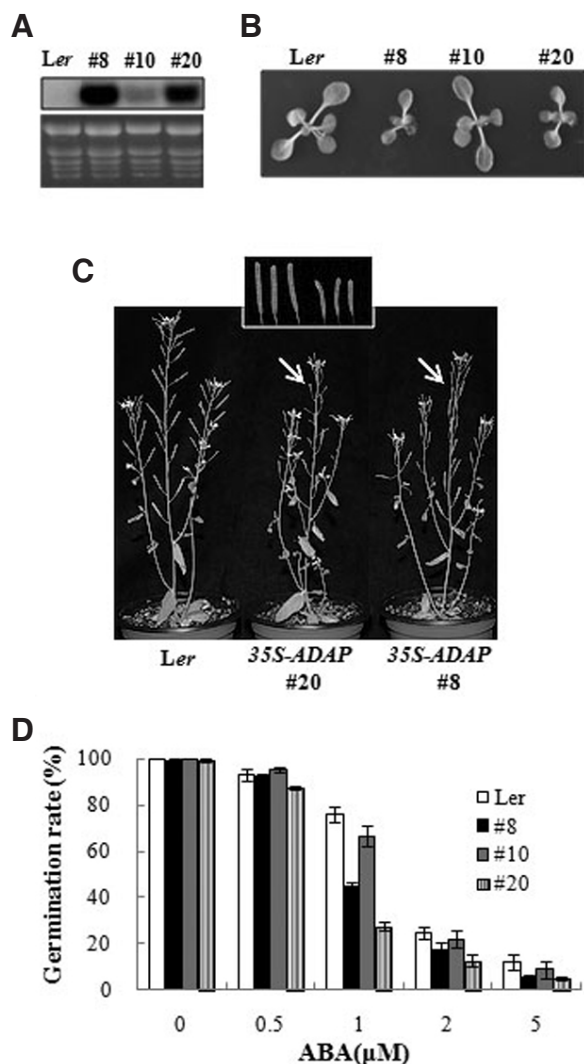 A
Ler #8 #10 #20
B
Ler #8 #10 #20
C
Ler
35S-ADAP
#20
35S-ADAP
#8
D
Germination rate (%)
100
80
60
40
20
0
Ler
#8
#10
#20
0 0.5 1 2 5
ABA(µM)